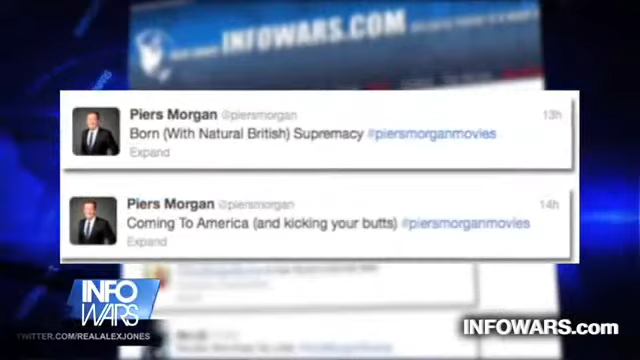 INFOWARS.COM
Piers Morgan @piersmorgan 13h
Born (With Natural British) Supremacy #piersmorganmovies
Expand
Piers Morgan @piersmorgan 14h
Coming To America (and kicking your butts) #piersmorganmovies
Expand
INFO
WARS
TWITTER.COM/REALALEXJONES
INFOWARS.com